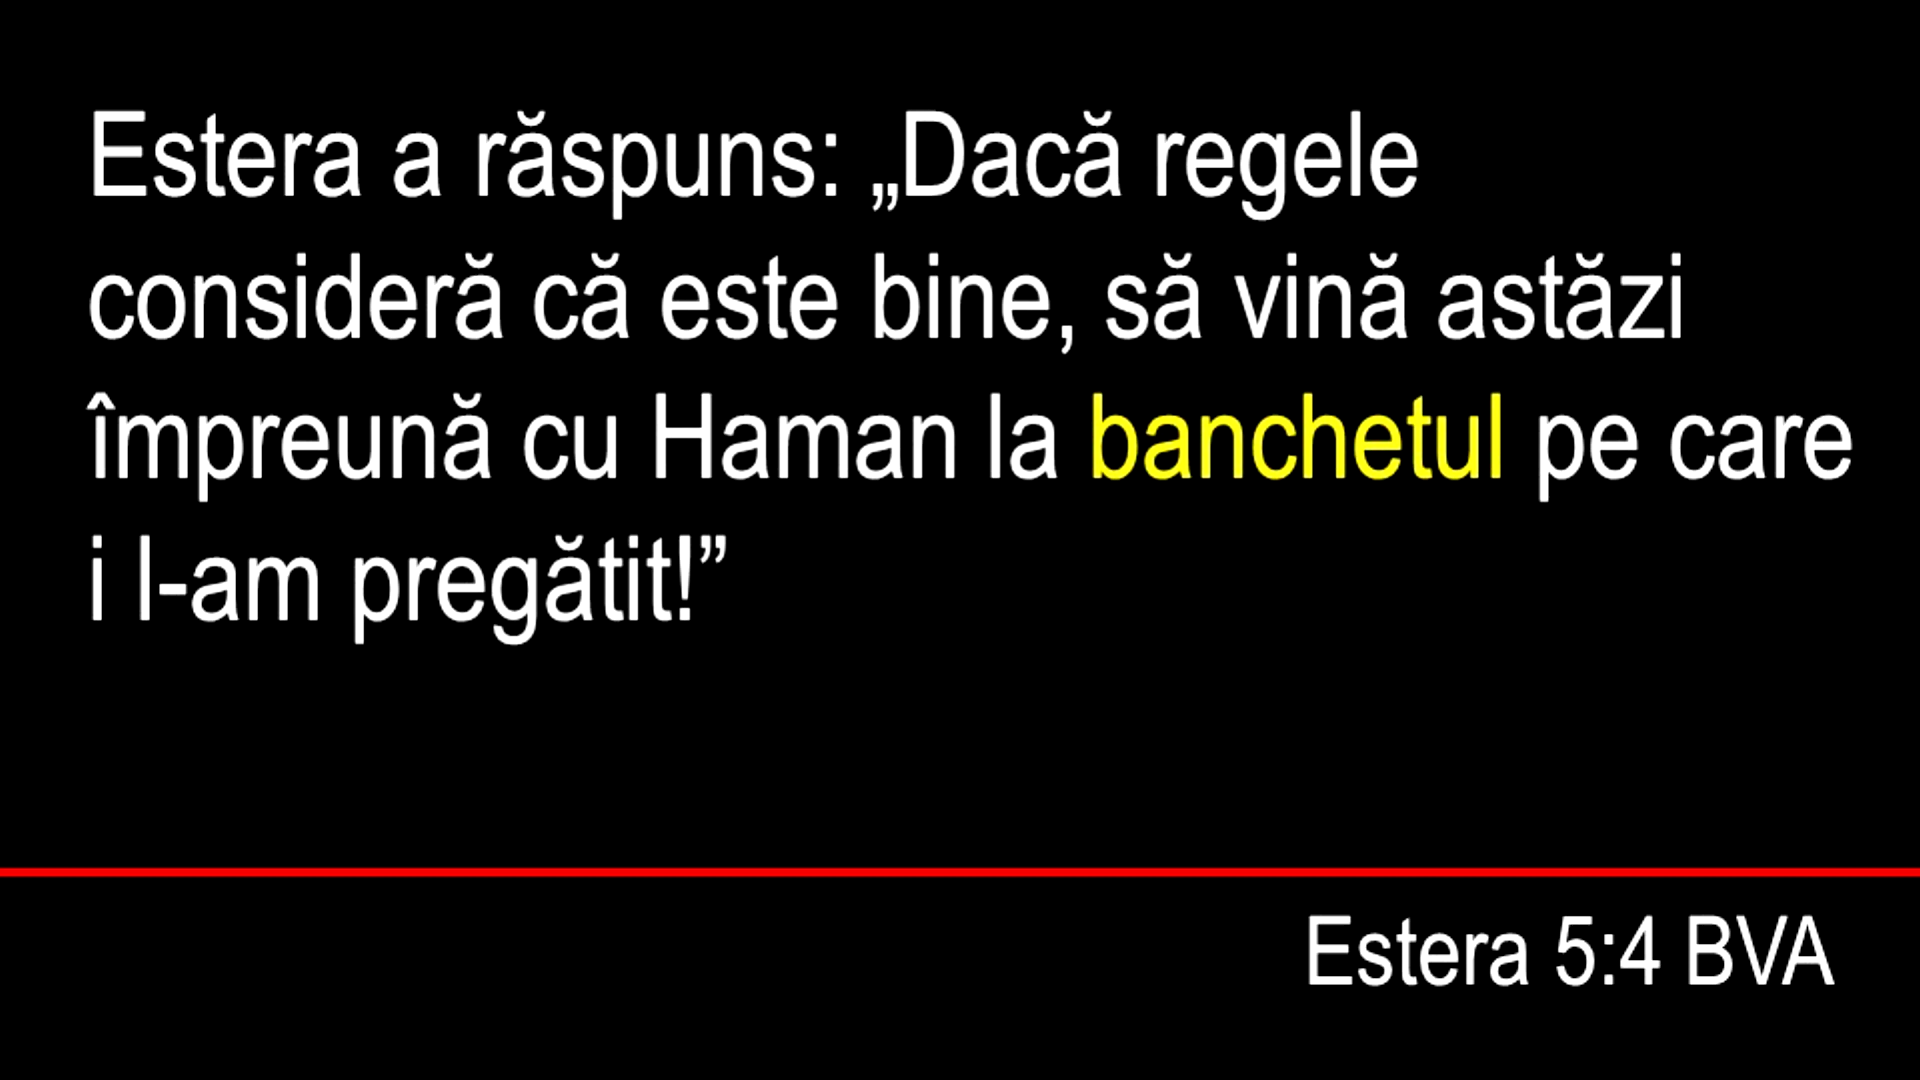 Estera a răspuns: „Dacă regele
consideră că este bine, să vină astăzi
împreună cu Haman la banchetul pe care
i l-am pregătit!”
Estera 5:4 BVA